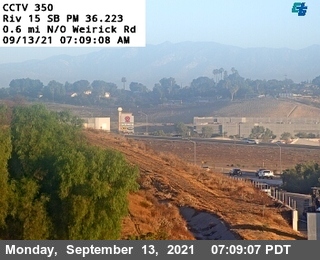 CCTV 350
Riv 15 SB PM 36.223
0.6 mi N/O Weirick Rd
09/13/21 07:09:08 AM
Monday, September 13, 2021 07:09:07 PDT